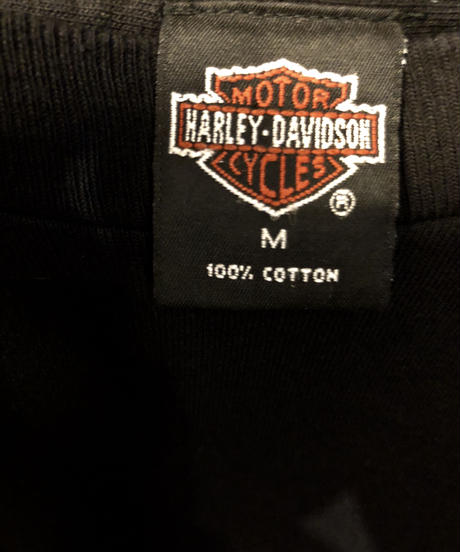 MOTOR
HARLEY-DAVIDSON
CYCLES
®
M
100% COTTON